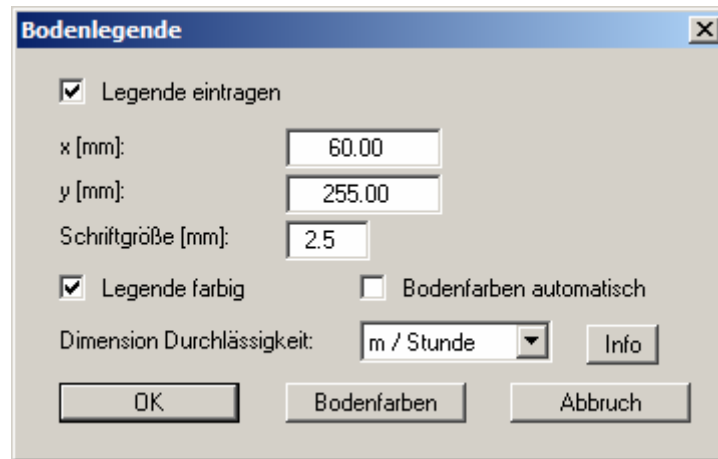 Bodenlegende
Legende eintragen
x [mm]: 60.00
y [mm]: 255.00
Schriftgröße [mm]: 2.5
Legende farbig Bodenfarben automatisch
Dimension Durchlässigkeit: m / Stunde Info
OK Bodenfarben Abbruch